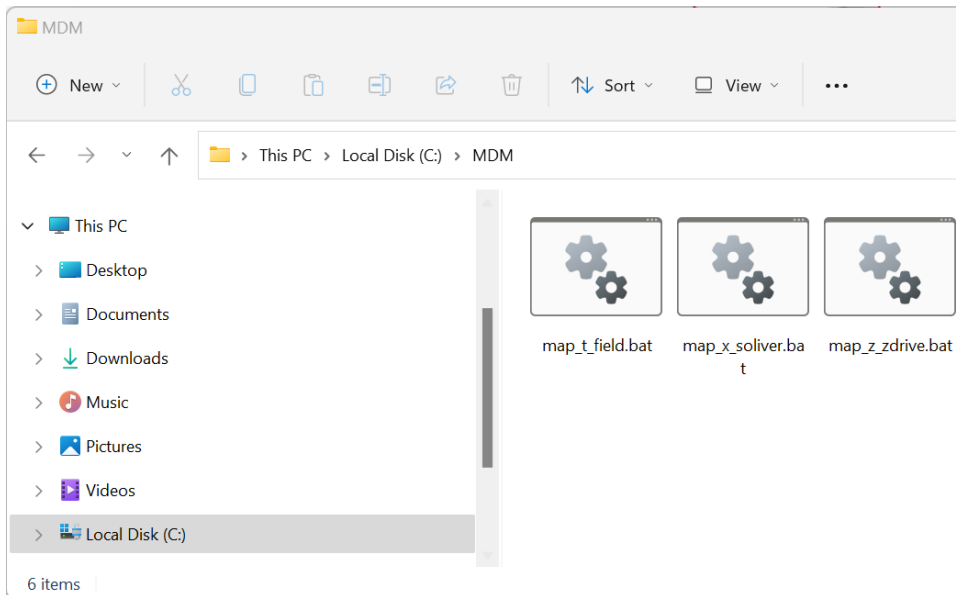 MDM
New
Sort
View
This PC > Local Disk (C:) > MDM
This PC
Desktop
Documents
Downloads
Music
Pictures
Videos
Local Disk (C:)
map_t_field.bat
map_x_soliver.ba
t
map_z_zdrive.bat
6 items